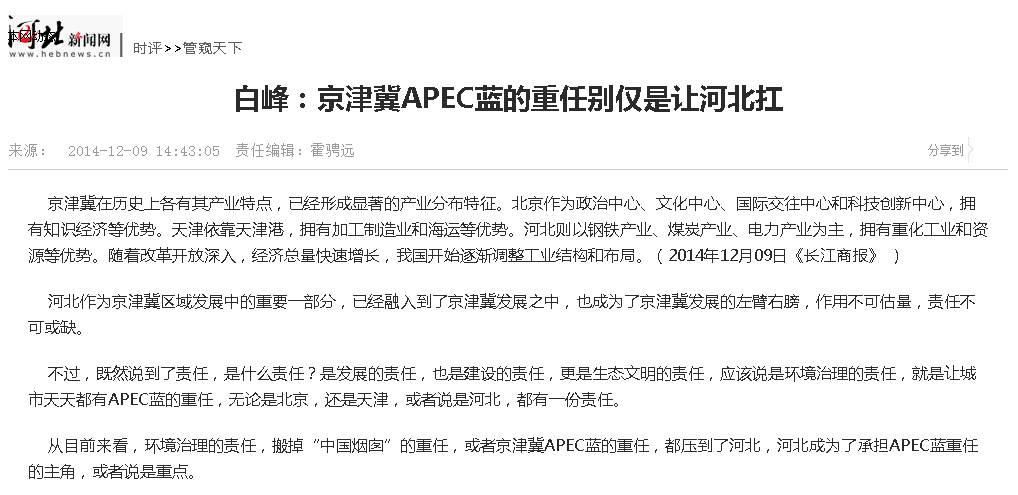 河北新闻网
www.hebnews.cn
时评>>管窥天下
白峰：京津冀APEC蓝的重任别仅是让河北扛
来源： 2014-12-09 14:43:05 责任编辑：霍骋远
分享到
京津冀在历史上各有其产业特点，已经形成显著的产业分布特征。北京作为政治中心、文化中心、国际交往中心和科技创新中心，拥
有知识经济等优势。天津依靠天津港，拥有加工制造业和海运等优势。河北则以钢铁产业、煤炭产业、电力产业为主，拥有重化工业和资
源等优势。随着改革开放深入，经济总量快速增长，我国开始逐渐调整工业结构和布局。（ 2014年12月09日《长江商报》 ）
河北作为京津冀区域发展中的重要一部分，已经融入到了京津冀发展之中，也成为了京津冀发展的左臂右膀，作用不可估量，责任不
可或缺。
不过，既然说到了责任，是什么责任？是发展的责任，也是建设的责任，更是生态文明的责任，应该说是环境治理的责任，就是让城
市天天都有APEC蓝的重任，无论是北京，还是天津，或者说是河北，都有一份责任。
从目前来看，环境治理的责任，搬掉“中国烟囱”的重任，或者京津冀APEC蓝的重任，都压到了河北，河北成为了承担APEC蓝重任
的主角，或者说是重点。